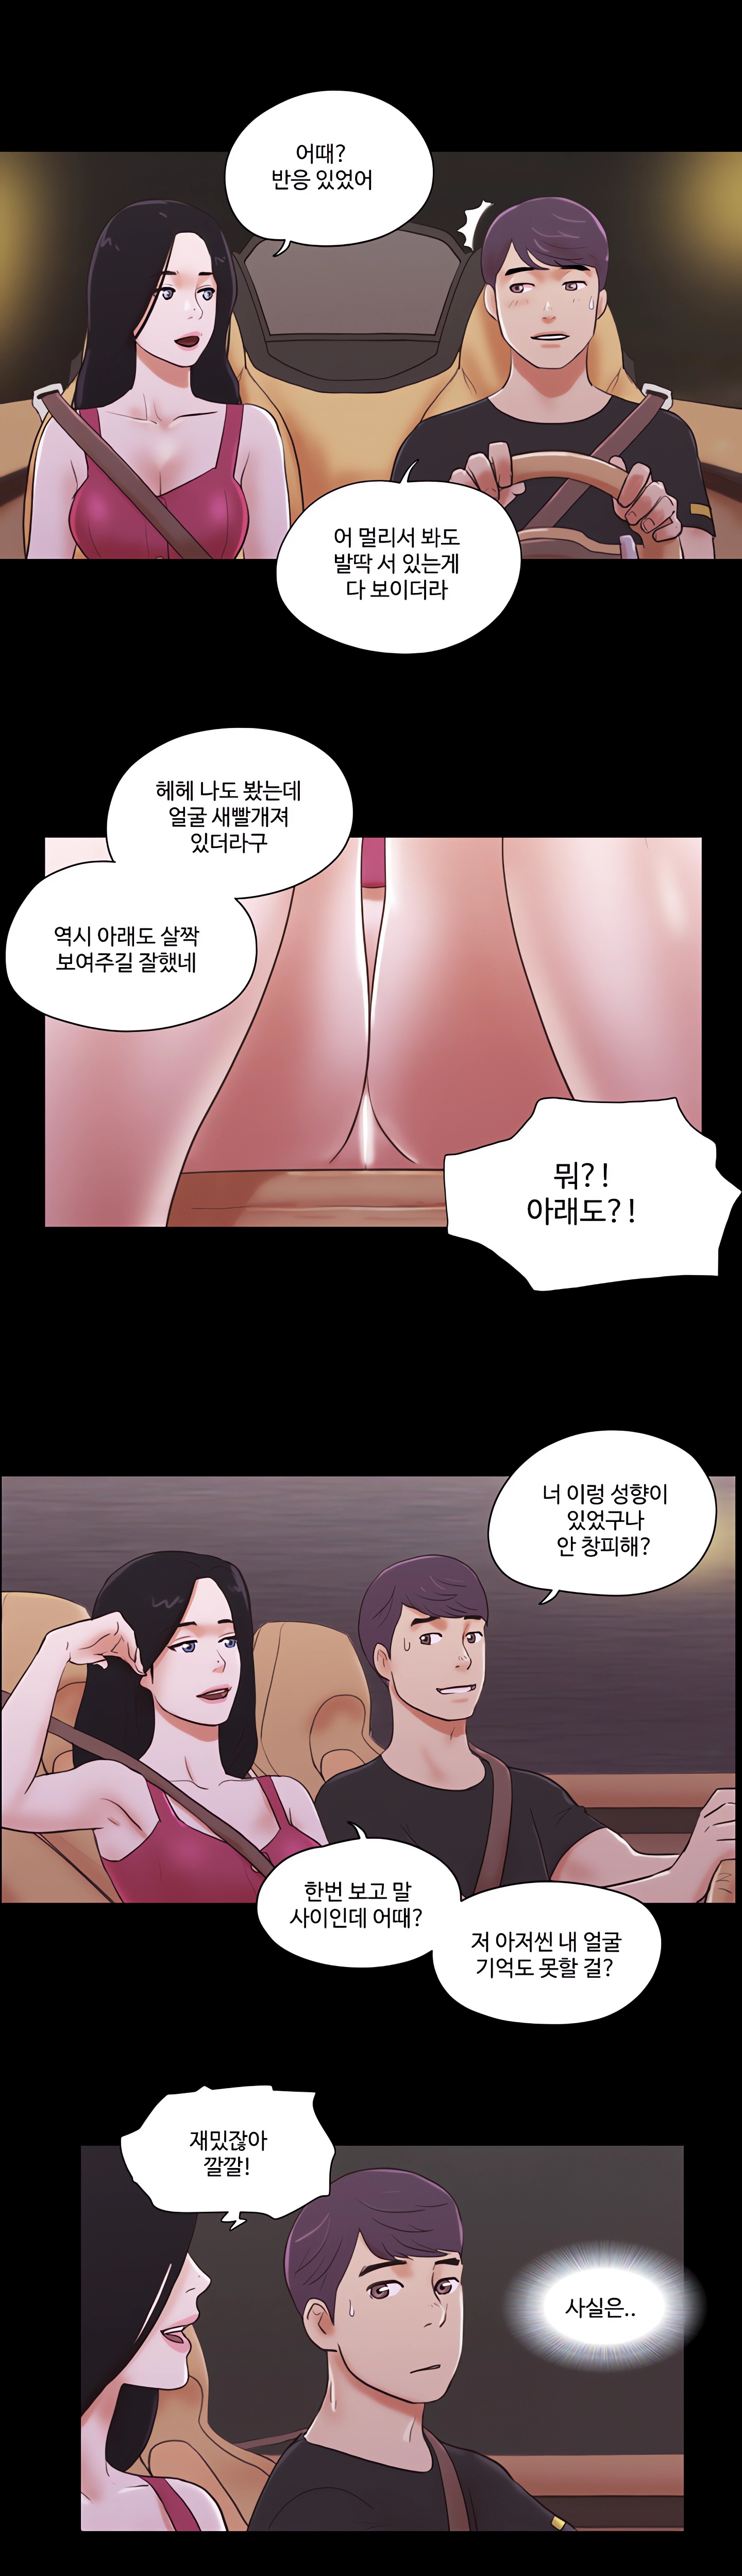 어때?
반응 있었어
어 멀리서 봐도
발딱 서 있는게
다 보이더라
헤헤 나도 봤는데
얼굴 새빨개져
있더라구
역시 아래도 살짝
보여주길 잘했네
뭐?!
아래도?!
너 이렁 성향이
있었구나
안 창피해?
한번 보고 말
사이인데 어때?
저 아저씬 내 얼굴
기억도 못할 걸?
재밌잖아
깔깔!
사실은..